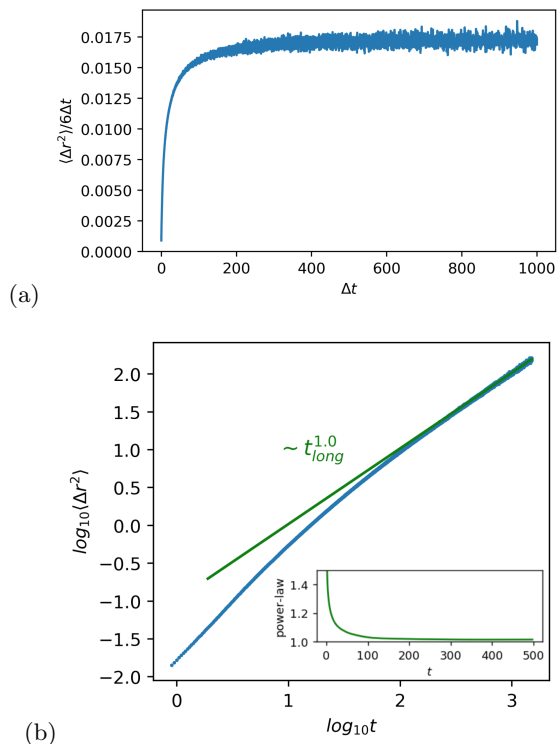 0.0175
0.0150
0.0125
0.0100
0.0075
0.0050
0.0025
0.0000
⟨Δr²⟩/6Δt
0 200 400 600 800 1000
Δt
(a)
2.0
1.5
1.0
0.5
0.0
−0.5
−1.0
−1.5
−2.0
log₁₀⟨Δr²⟩
~ t_{long}^{1.0}
1.4
1.2
1.0
power-law
0 100 200 300 400 500
t
0 1 2 3
log₁₀t
(b)